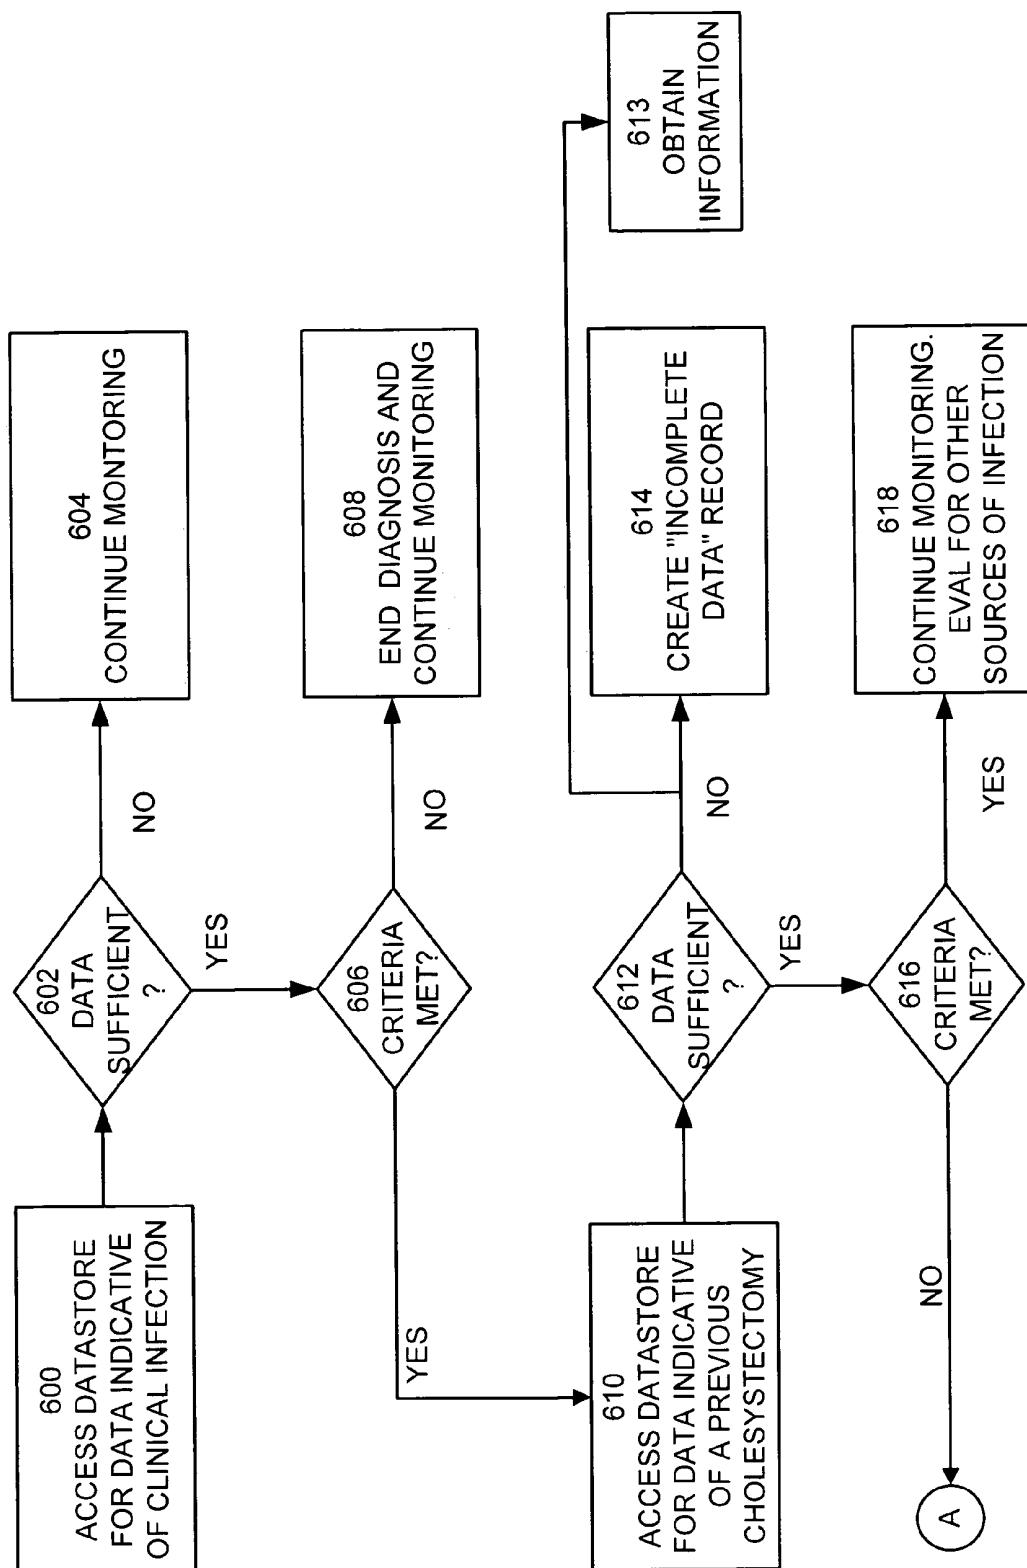 600
ACCESS DATASTORE
FOR DATA INDICATIVE
OF CLINICAL INFECTION
602
DATA
SUFFICIENT
?
NO
604
CONTINUE MONTORING
YES
606
CRITERIA
MET?
NO
608
END DIAGNOSIS AND
CONTINUE MONITORING
YES
610
ACCESS DATASTORE
FOR DATA INDICATIVE
OF A PREVIOUS
CHOLESYSTECTOMY
612
DATA
SUFFICIENT
?
NO
614
CREATE "INCOMPLETE
DATA" RECORD
613
OBTAIN
INFORMATION
YES
616
CRITERIA
MET?
YES
618
CONTINUE MONITORING.
EVAL FOR OTHER
SOURCES OF INFECTION
NO
A